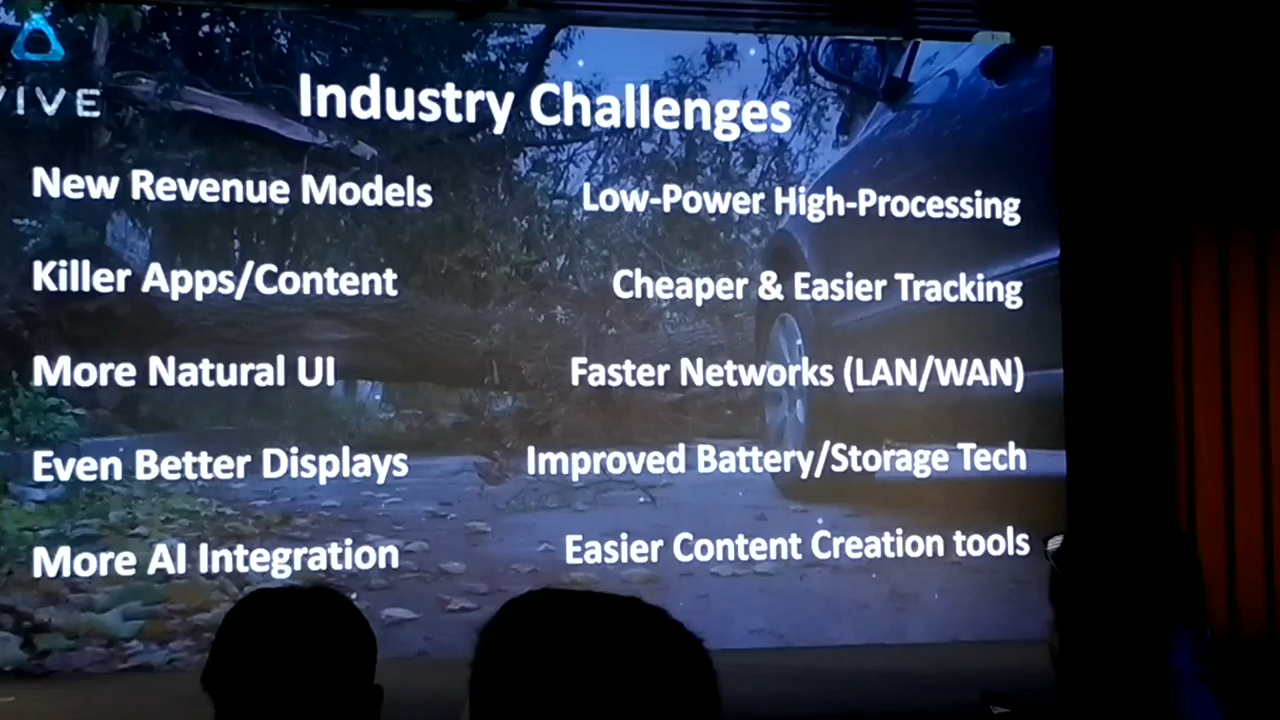 VIVE
Industry Challenges
New Revenue Models
Low-Power High-Processing
Killer Apps/Content
Cheaper & Easier Tracking
More Natural UI
Faster Networks (LAN/WAN)
Even Better Displays
Improved Battery/Storage Tech
More AI Integration
Easier Content Creation tools